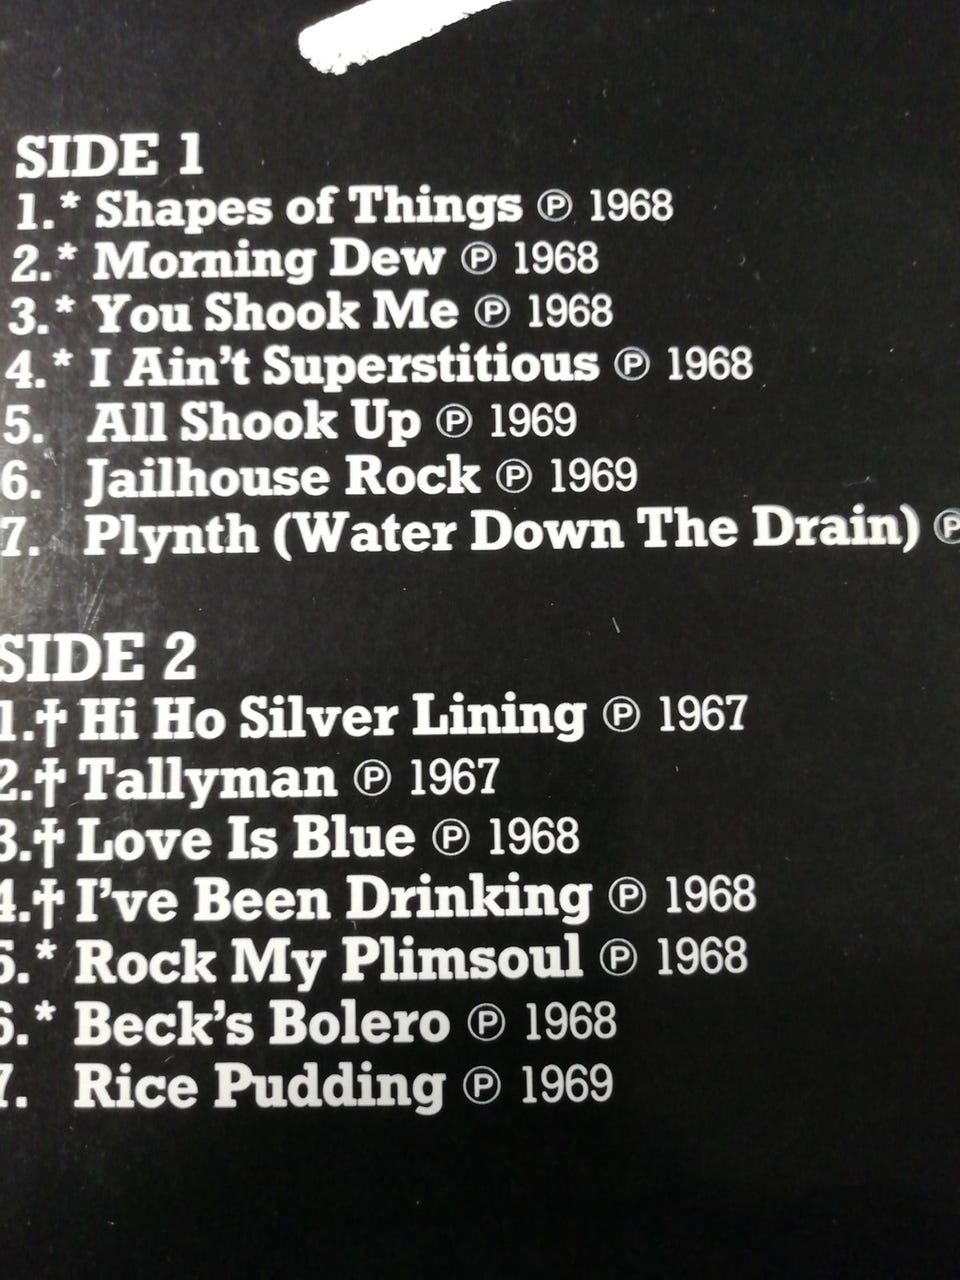 SIDE 1
1.* Shapes of Things ℗ 1968
2.* Morning Dew ℗ 1968
3.* You Shook Me ℗ 1968
4.* I Ain't Superstitious ℗ 1968
5. All Shook Up ℗ 1969
6. Jailhouse Rock ℗ 1969
7. Plynth (Water Down The Drain) ℗
SIDE 2
1.† Hi Ho Silver Lining ℗ 1967
2.† Tallyman ℗ 1967
3.† Love Is Blue ℗ 1968
4.† I've Been Drinking ℗ 1968
5.* Rock My Plimsoul ℗ 1968
6.* Beck's Bolero ℗ 1968
7. Rice Pudding ℗ 1969